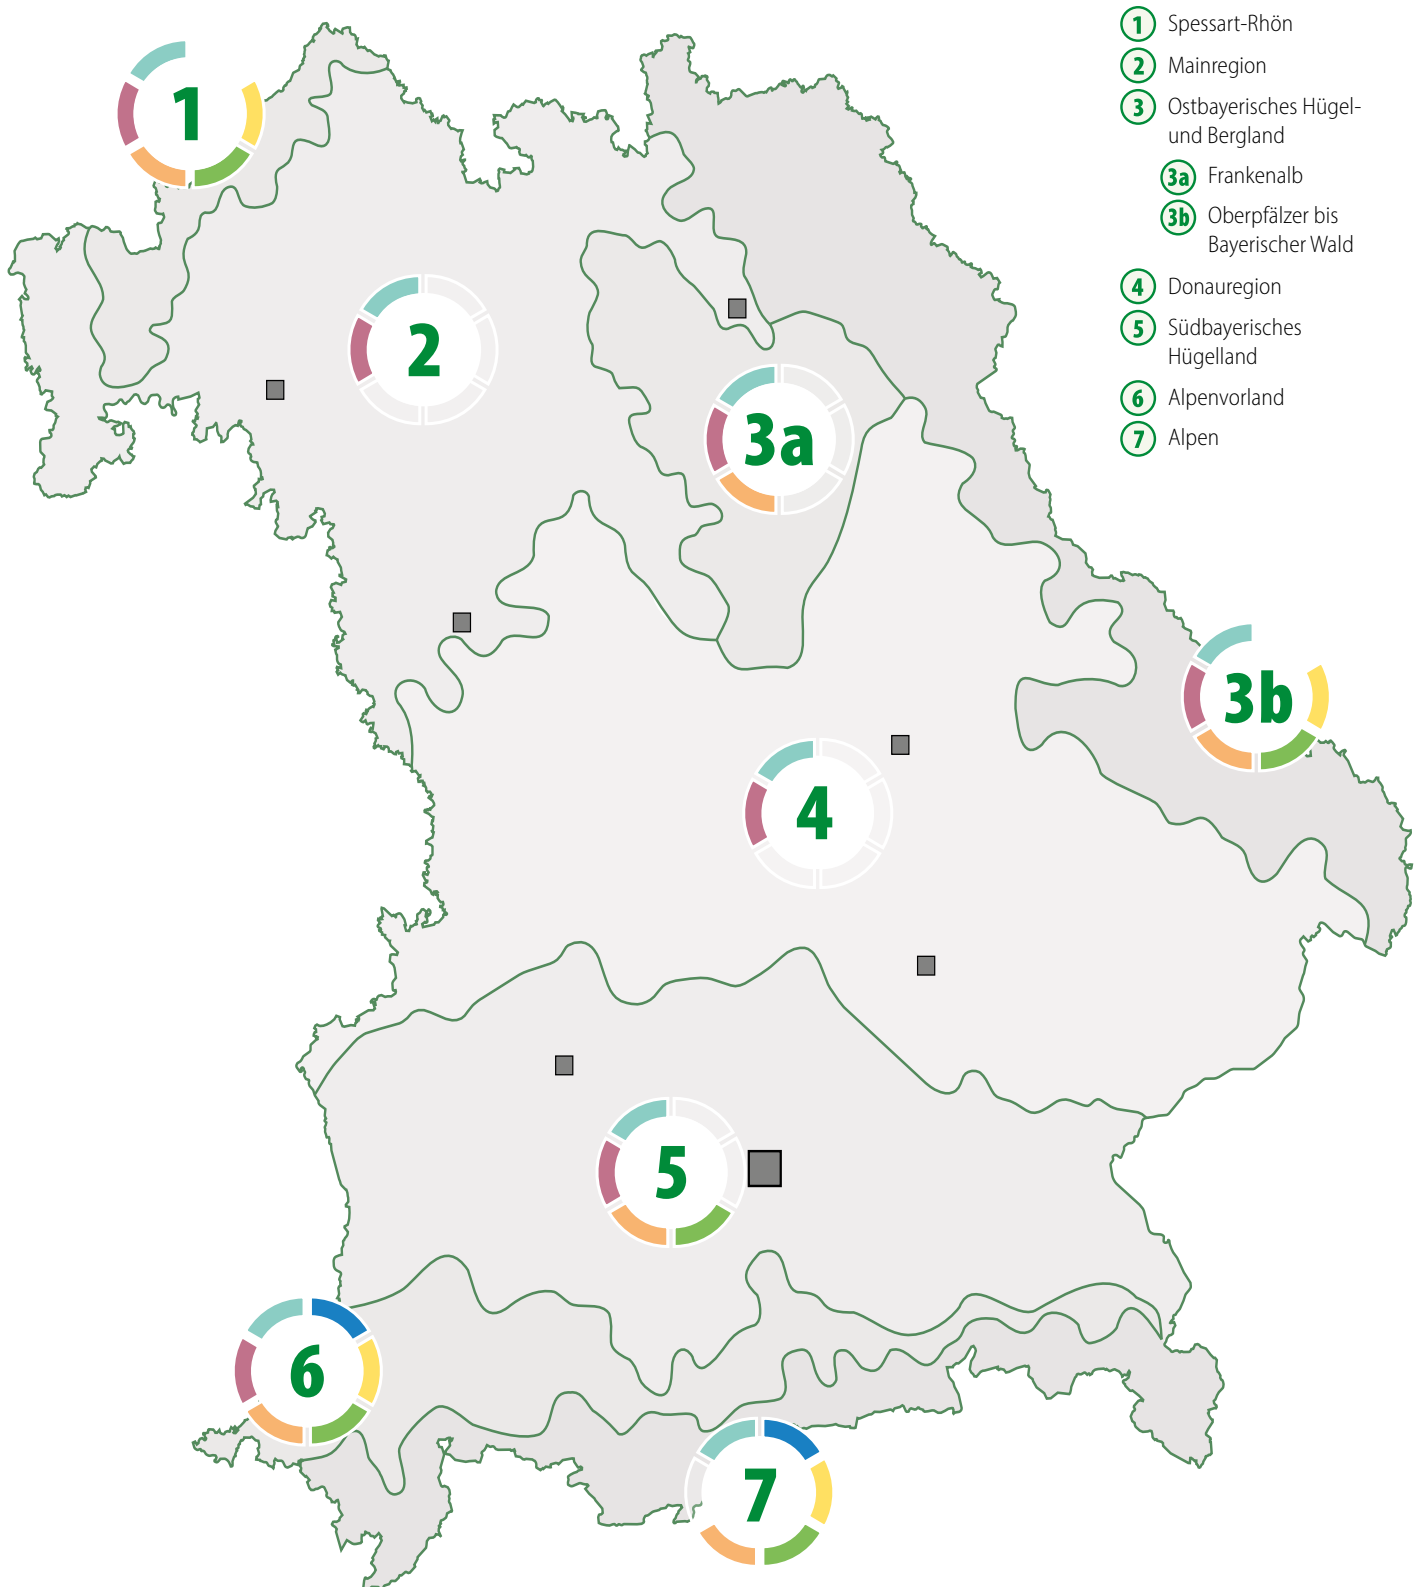 1 Spessart-Rhön
2 Mainregion
3 Ostbayerisches Hügel-
und Bergland
3a Frankenalb
3b Oberpfälzer bis
Bayerischer Wald
4 Donauregion
5 Südbayerisches
Hügelland
6 Alpenvorland
7 Alpen
1
2
3a
3b
4
5
6
7